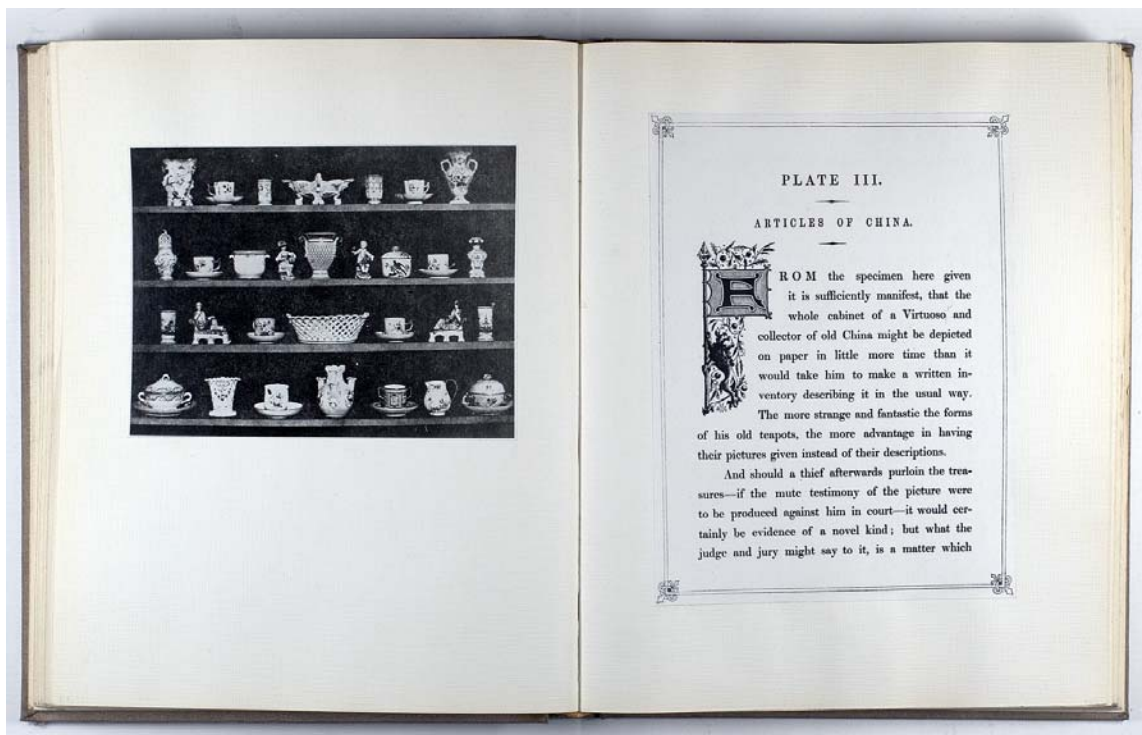 PLATE III.
ARTICLES OF CHINA.
FROM the specimen here given
it is sufficiently manifest, that the
whole cabinet of a Virtuoso and
collector of old China might be depicted
on paper in little more time than it
would take him to make a written in-
ventory describing it in the usual way.
The more strange and fantastic the forms
of his old teapots, the more advantage in having
their pictures given instead of their descriptions.
And should a thief afterwards purloin the trea-
sures—if the mute testimony of the picture were
to be produced against him in court—it would cer-
tainly be evidence of a novel kind; but what the
judge and jury might say to it, is a matter which